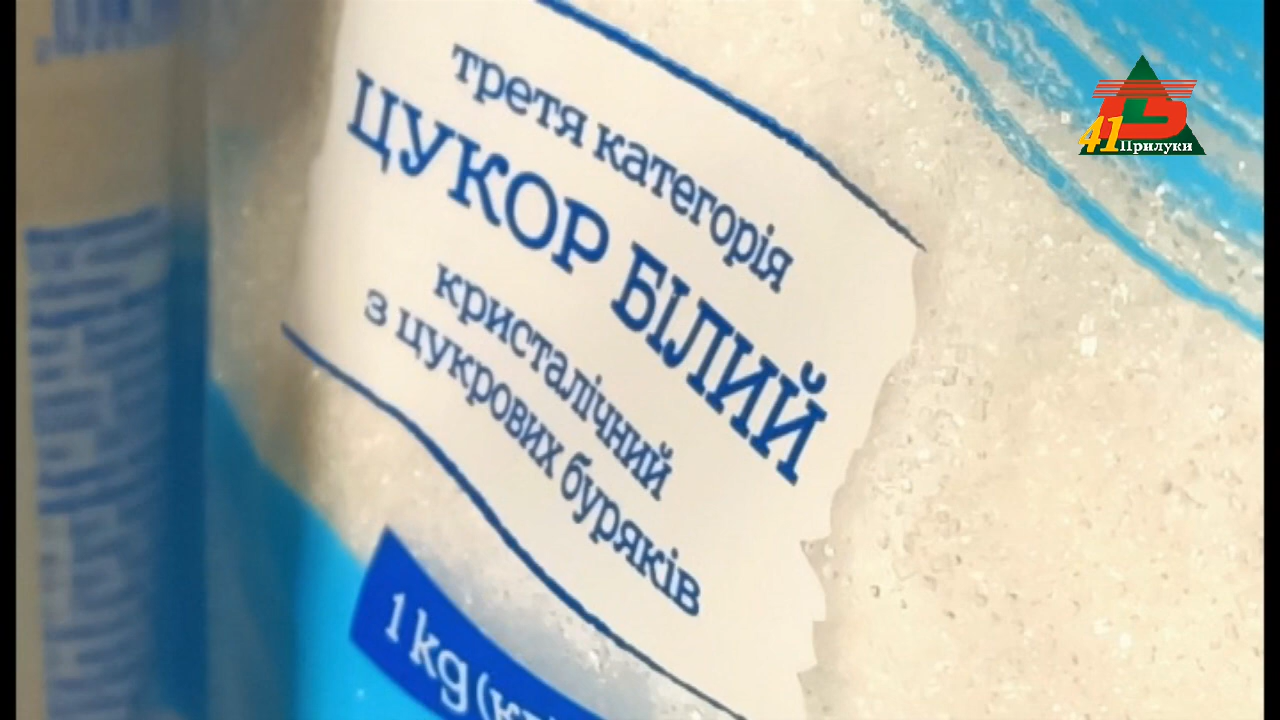 третя категорія
ЦУКОР БІЛИЙ
кристалічний
з цукрових буряків
1 kg
41
Прилуки